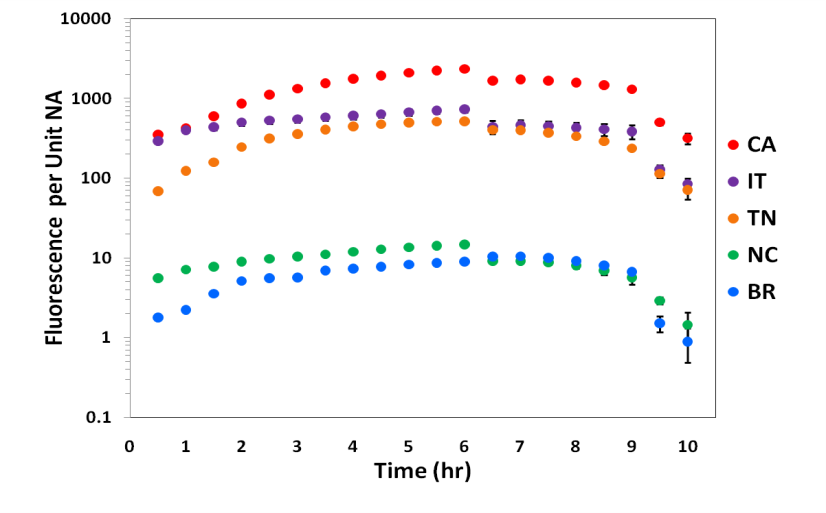 10000
1000
100
10
1
0.1
Fluorescence per Unit NA
0 1 2 3 4 5 6 7 8 9 10
Time (hr)
CA
IT
TN
NC
BR